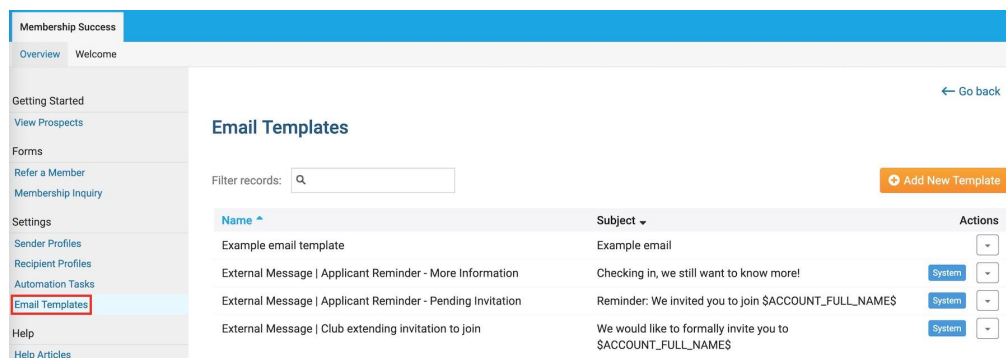 Membership Success
Overview Welcome
Getting Started
View Prospects
Forms
Refer a Member
Membership Inquiry
Settings
Sender Profiles
Recipient Profiles
Automation Tasks
Email Templates
Help
Help Articles
← Go back
Email Templates
Filter records:
Add New Template
Name Subject Actions
Example email template Example email
External Message | Applicant Reminder - More Information Checking in, we still want to know more! System
External Message | Applicant Reminder - Pending Invitation Reminder: We invited you to join $ACCOUNT_FULL_NAME$ System
External Message | Club extending invitation to join We would like to formally invite you to System
$ACCOUNT_FULL_NAME$